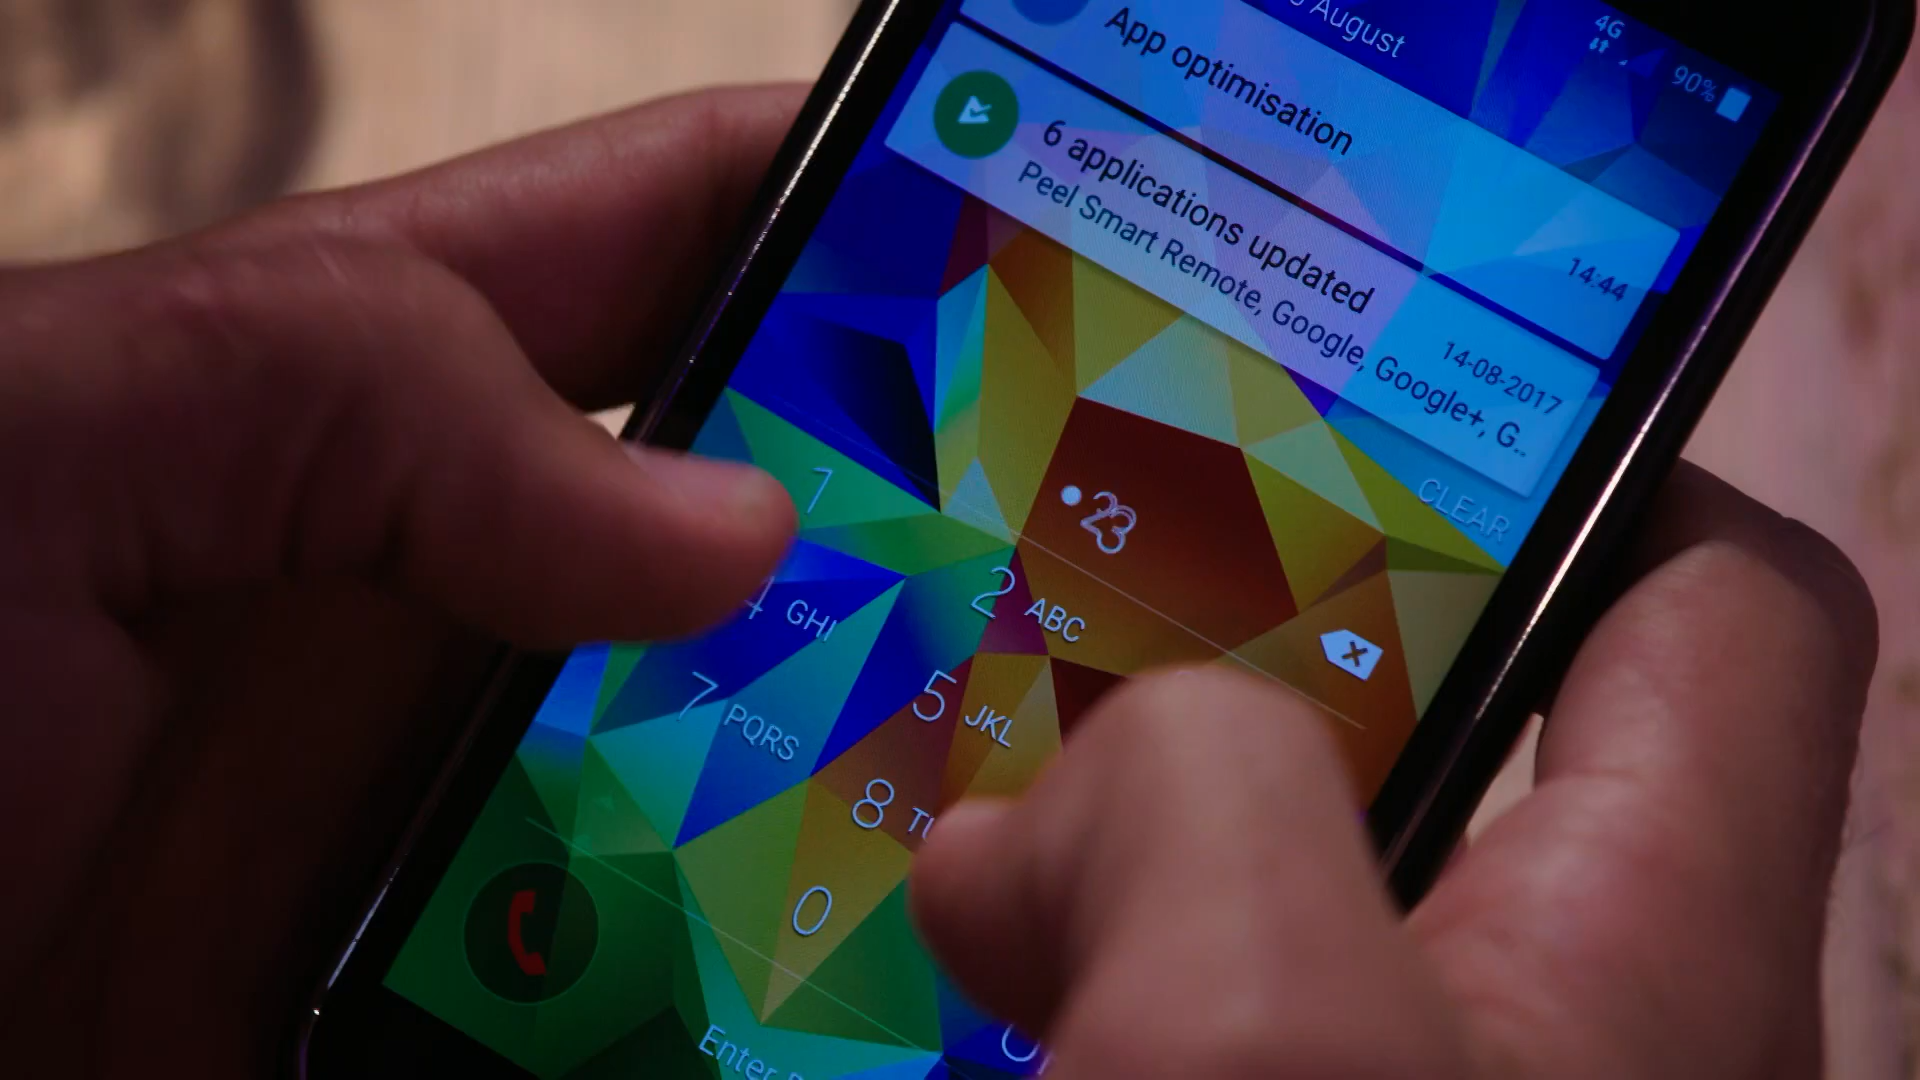 August
4G
90%
App optimisation
14:44
6 applications updated
14-08-2017
Peel Smart Remote, Google, Google+, G..
CLEAR
23
1
2 ABC
4 GHI
5 JKL
7 PQRS
8
0
Enter